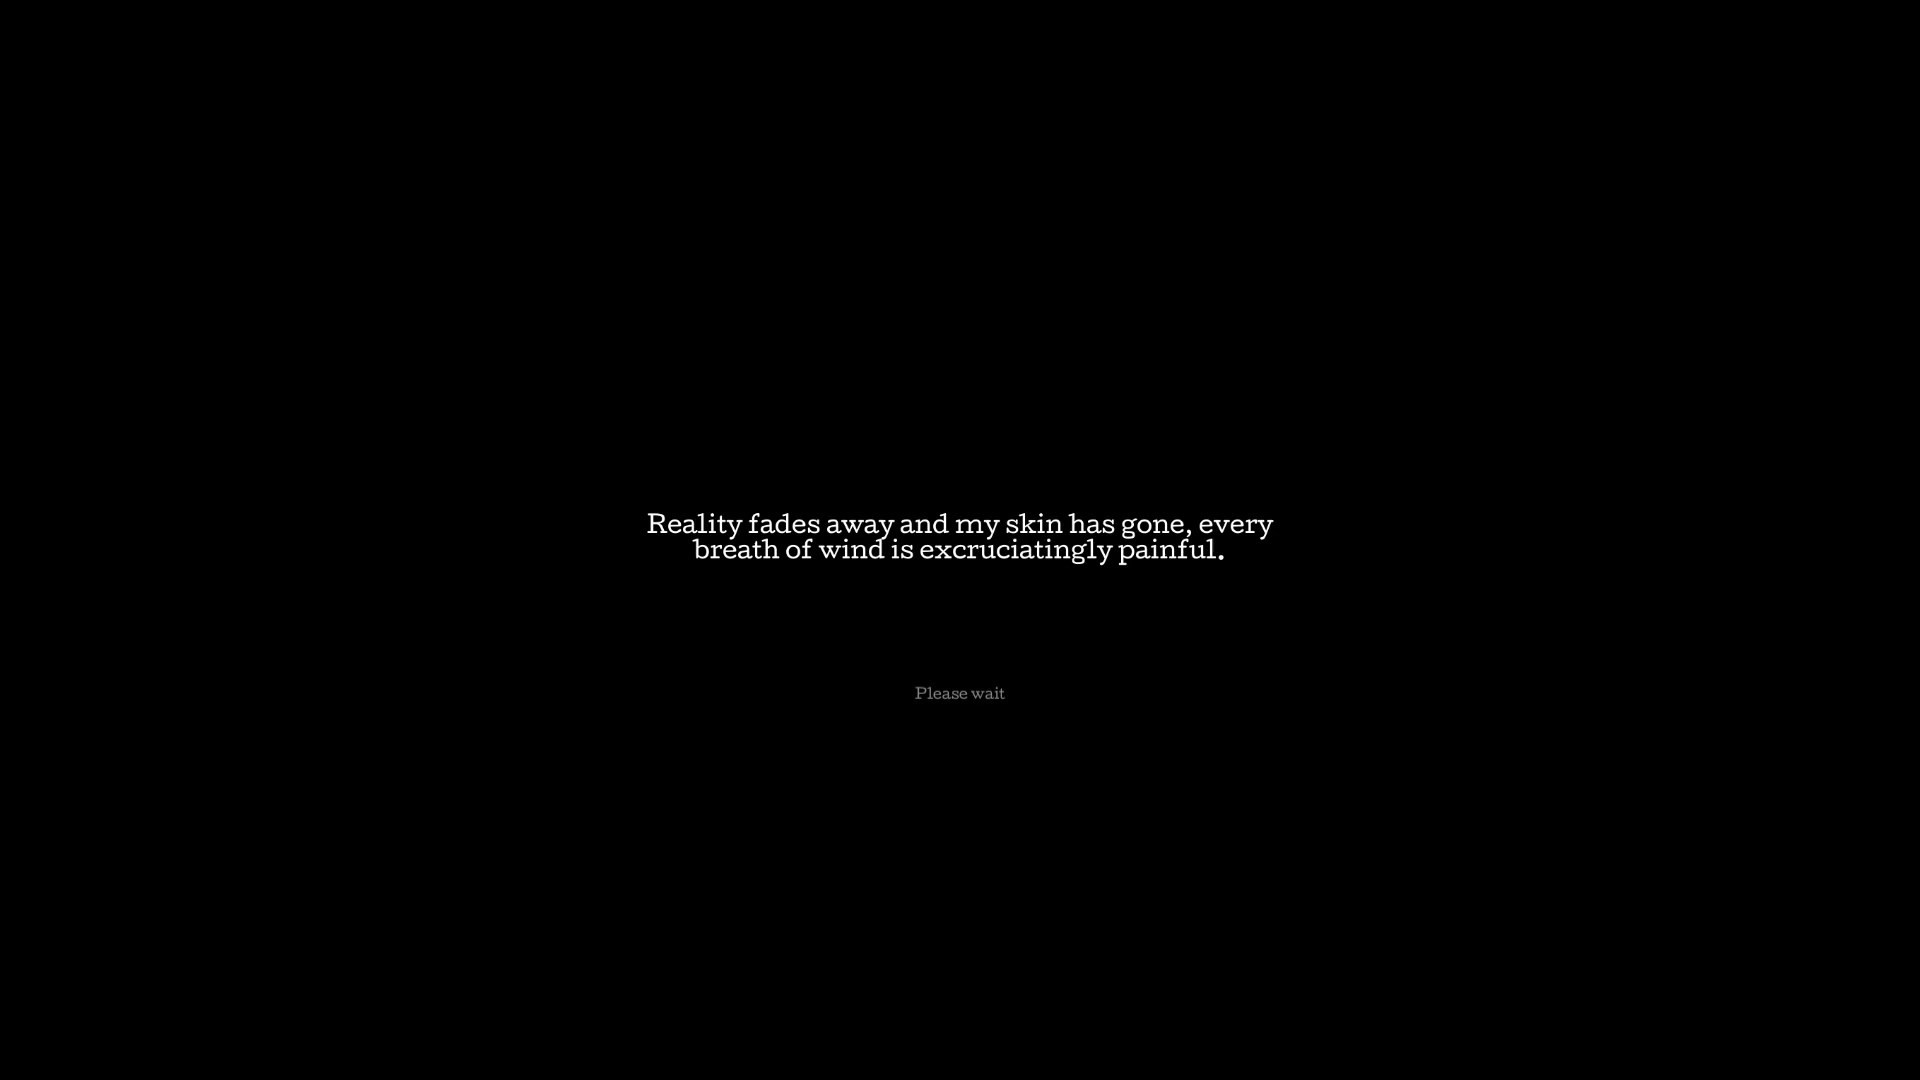 Reality fades away and my skin has gone, every
breath of wind is excruciatingly painful.
Please wait